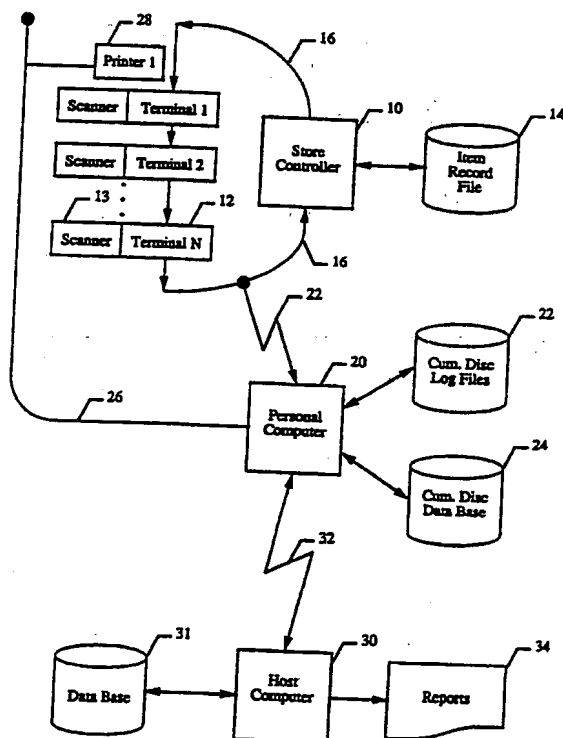 28
16
Printer 1
Scanner Terminal 1
10
14
Scanner Terminal 2
Store
Controller
Item
Record
File
13
12
Scanner Terminal N
16
22
22
20
Cum. Disc
Log Files
26
Personal
Computer
24
Cum. Disc
Data Base
32
31
30
34
Data Base
Host
Computer
Reports